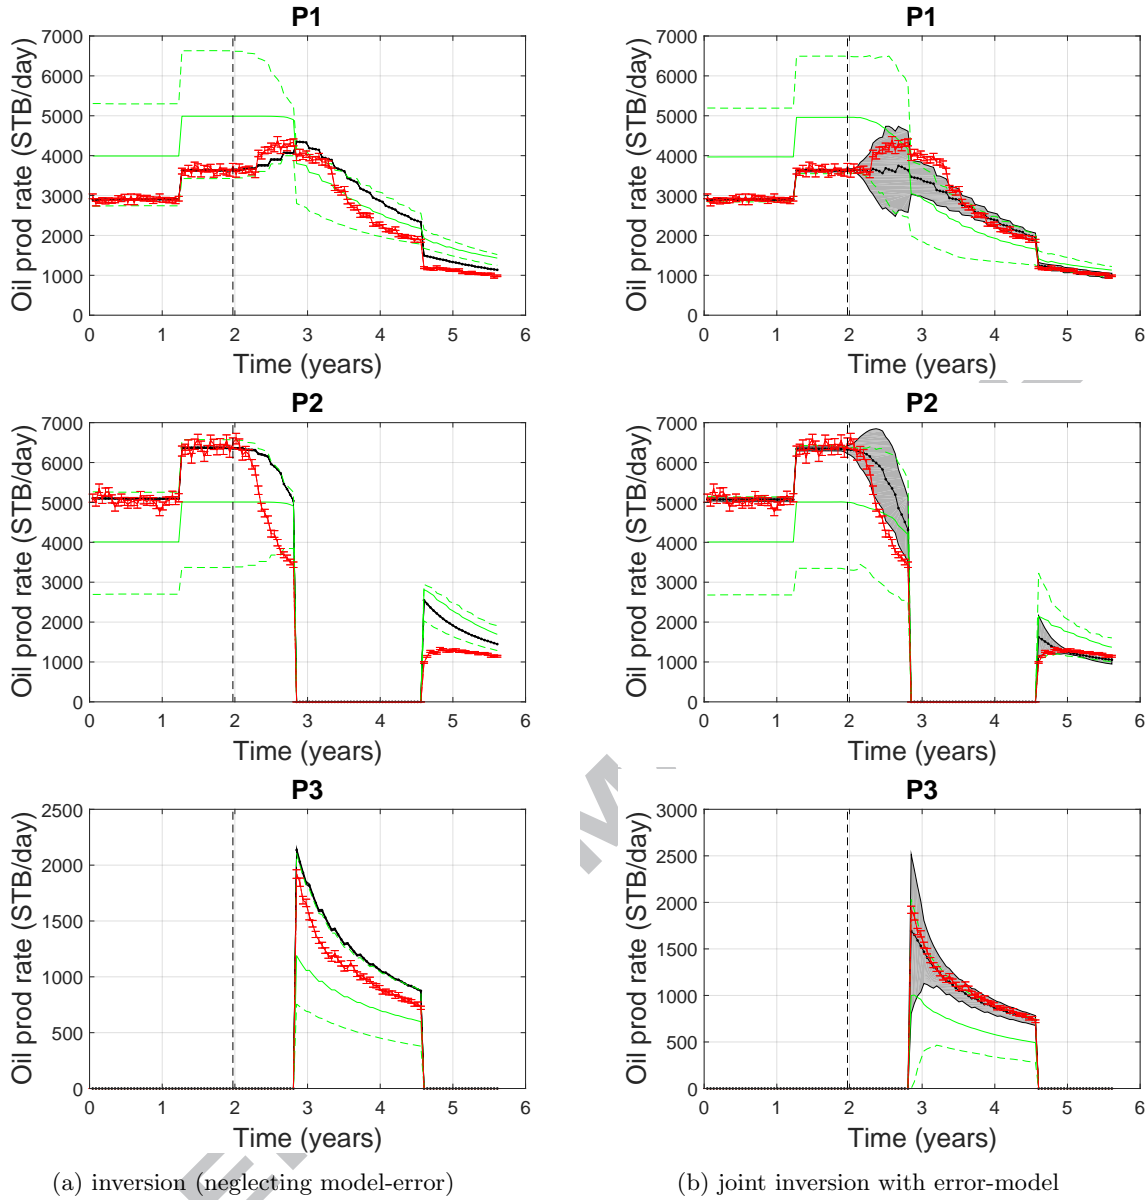 P1
Oil prod rate (STB/day)
7000
6000
5000
4000
3000
2000
1000
0
0 1 2 3 4 5 6
Time (years)
P1
Oil prod rate (STB/day)
7000
6000
5000
4000
3000
2000
1000
0
0 1 2 3 4 5 6
Time (years)
P2
Oil prod rate (STB/day)
7000
6000
5000
4000
3000
2000
1000
0
0 1 2 3 4 5 6
Time (years)
P2
Oil prod rate (STB/day)
7000
6000
5000
4000
3000
2000
1000
0
0 1 2 3 4 5 6
Time (years)
P3
Oil prod rate (STB/day)
2500
2000
1500
1000
500
0
0 1 2 3 4 5 6
Time (years)
P3
Oil prod rate (STB/day)
3000
2500
2000
1500
1000
500
0
0 1 2 3 4 5 6
Time (years)
(a) inversion (neglecting model-error)
(b) joint inversion with error-model